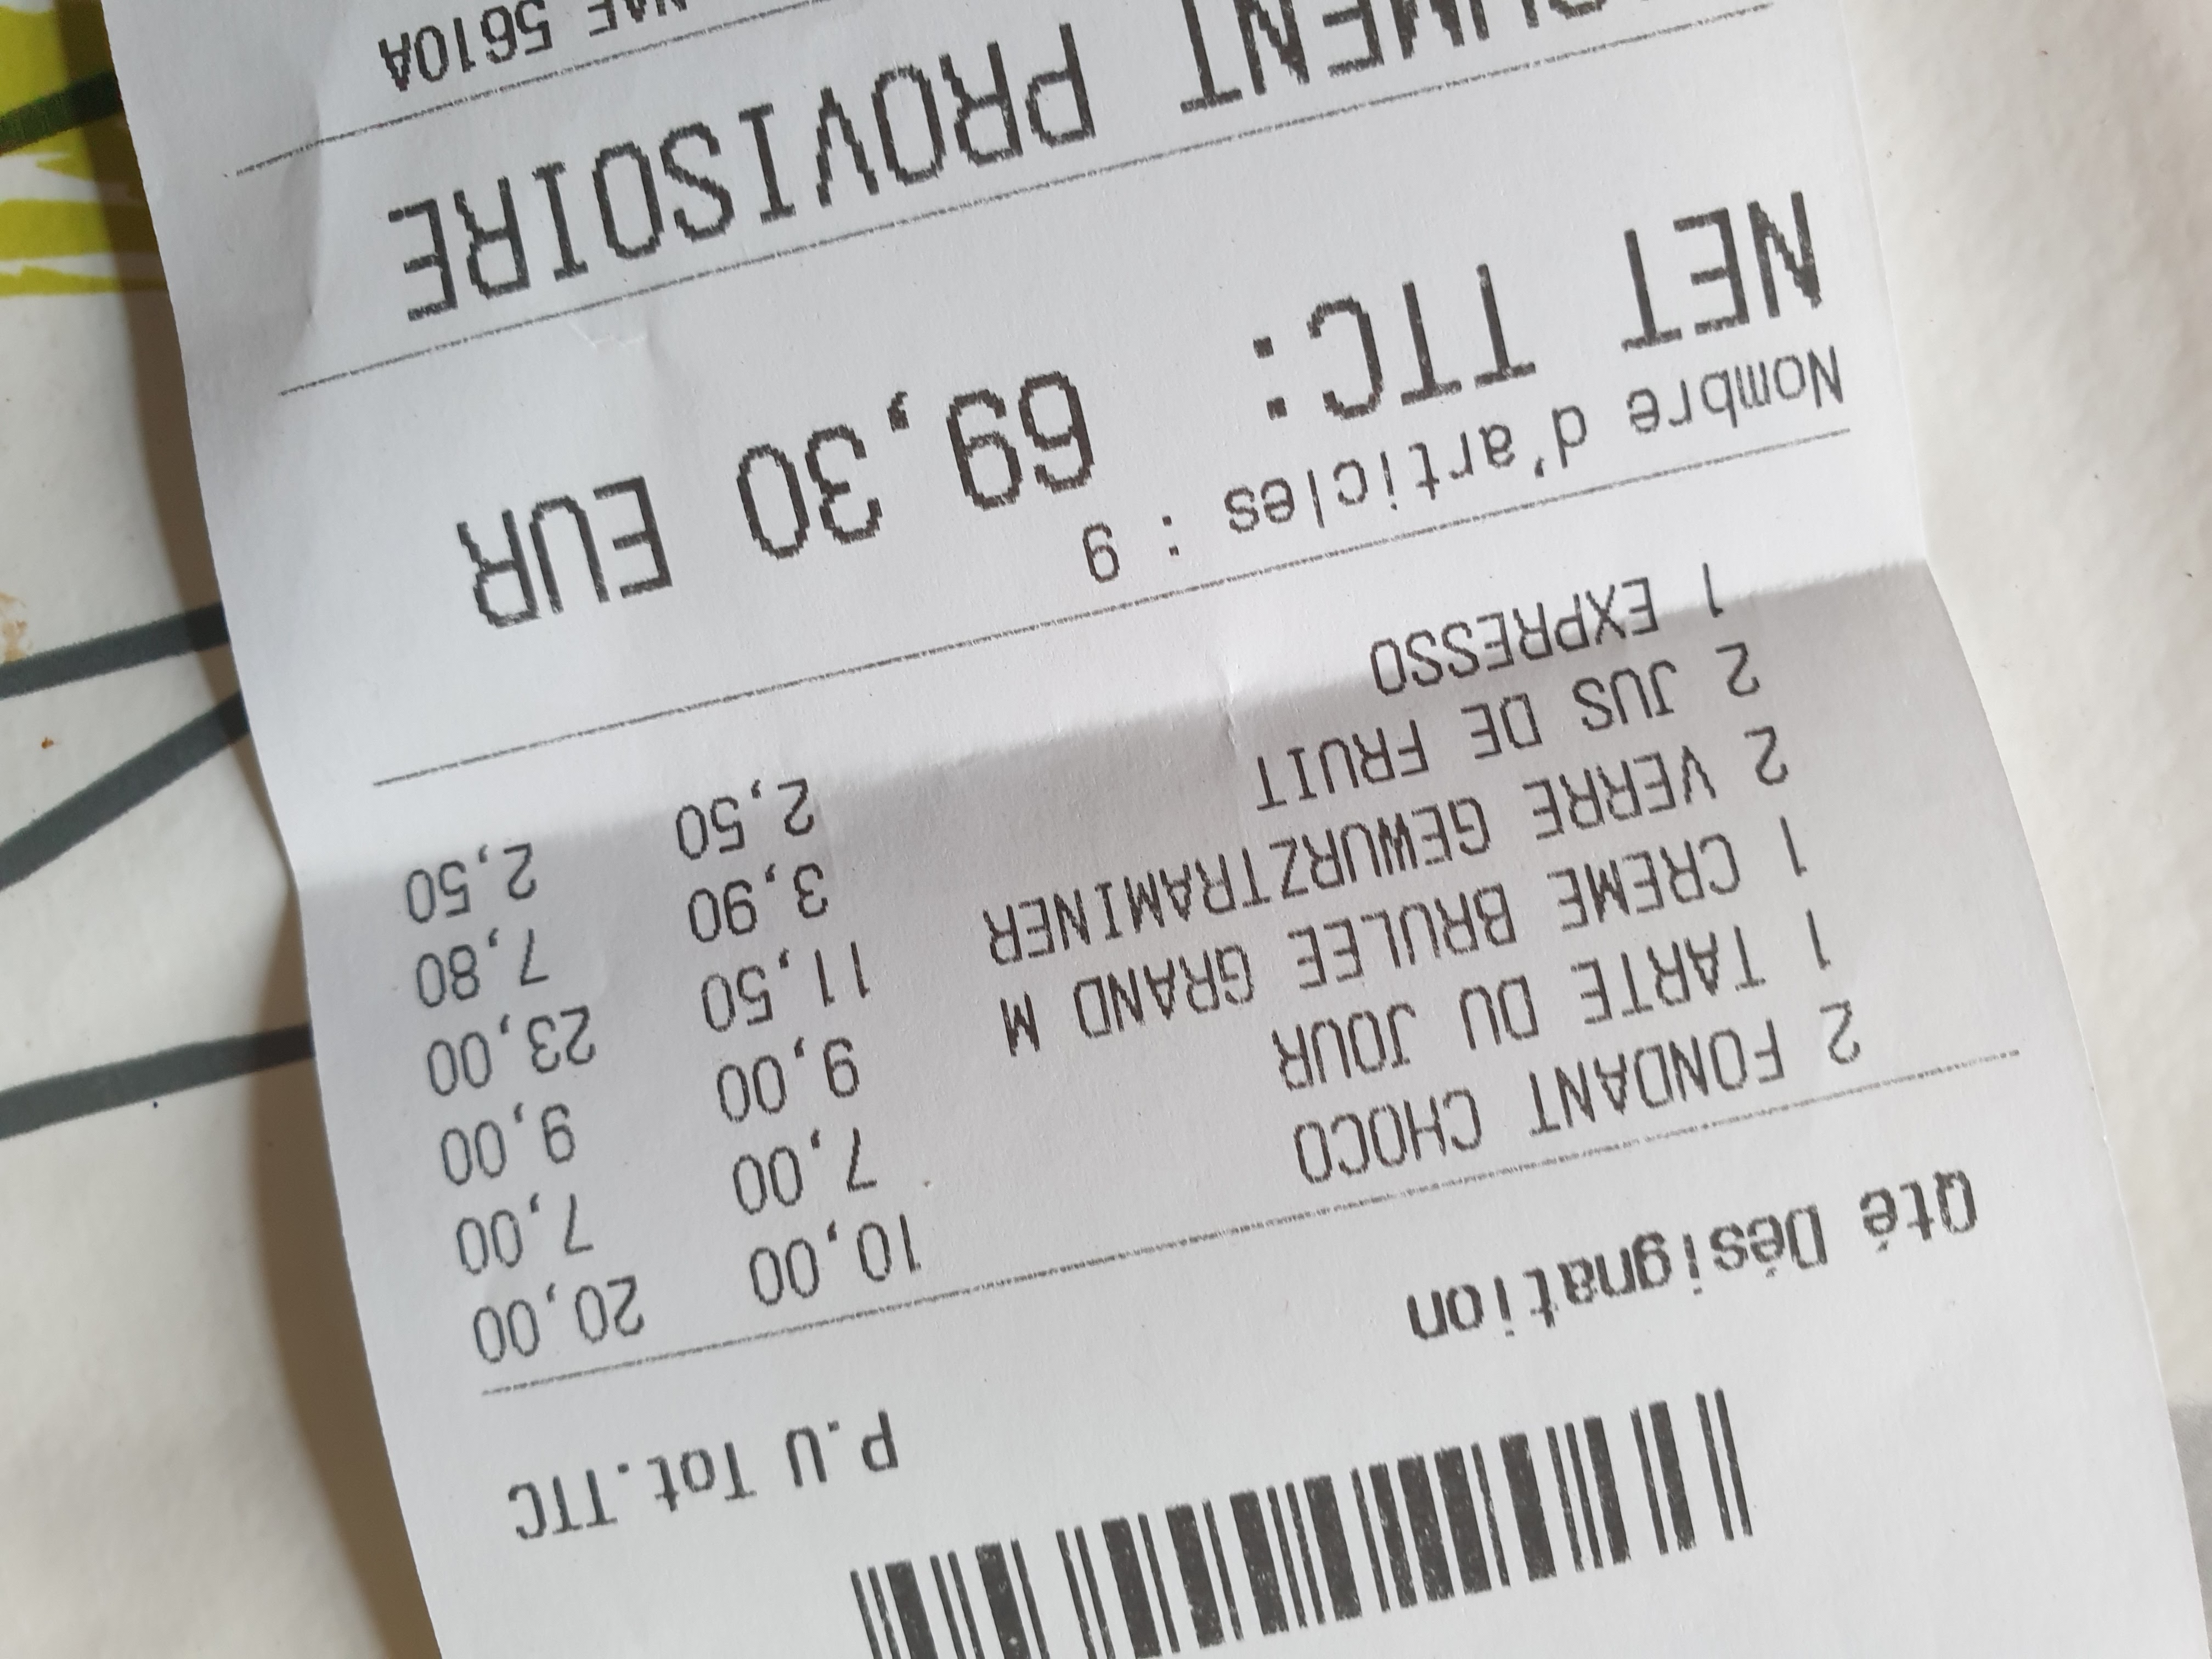 Qté Désignation P.U Tot.TTC
2 FONDANT CHOCO 10,00 20,00
1 TARTE DU JOUR 7,00 7,00
1 CREME BRULEE GRAND M 9,00 9,00
2 VERRE GEWURZTRAMINER 11,50 23,00
2 JUS DE FRUIT 3,90 7,80
1 EXPRESSO 2,50 2,50
Nombre d'articles : 9
NET TTC: 69,30 EUR
PROVISOIRE
NAF 5610A